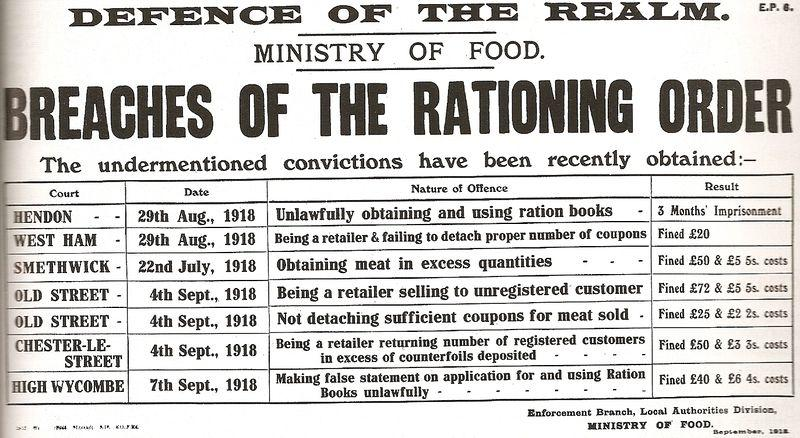 DEFENCE OF THE REALM.
E.P. 6.
MINISTRY OF FOOD.
BREACHES OF THE RATIONING ORDER
The undermentioned convictions have been recently obtained:–
Court Date Nature of Offence Result
HENDON - - 29th Aug., 1918 Unlawfully obtaining and using ration books - 3 Months' Imprisonment
WEST HAM - 29th Aug., 1918 Being a retailer & failing to detach proper number of coupons Fined £20
SMETHWICK - 22nd July, 1918 Obtaining meat in excess quantities - - - Fined £50 & £5 5s. costs
OLD STREET - 4th Sept., 1918 Being a retailer selling to unregistered customer Fined £72 & £5 5s. costs
OLD STREET - 4th Sept., 1918 Not detaching sufficient coupons for meat sold - Fined £25 & £2 2s. costs
CHESTER-LE-
STREET 4th Sept., 1918 Being a retailer returning number of registered customers
in excess of counterfoils deposited - - - - Fined £50 & £3 3s. costs
HIGH WYCOMBE 7th Sept., 1918 Making false statement on application for and using Ration
Books unlawfully - - - - - - - - Fined £40 & £6 4s. costs
Enforcement Branch, Local Authorities Division,
MINISTRY OF FOOD.
September, 1918.